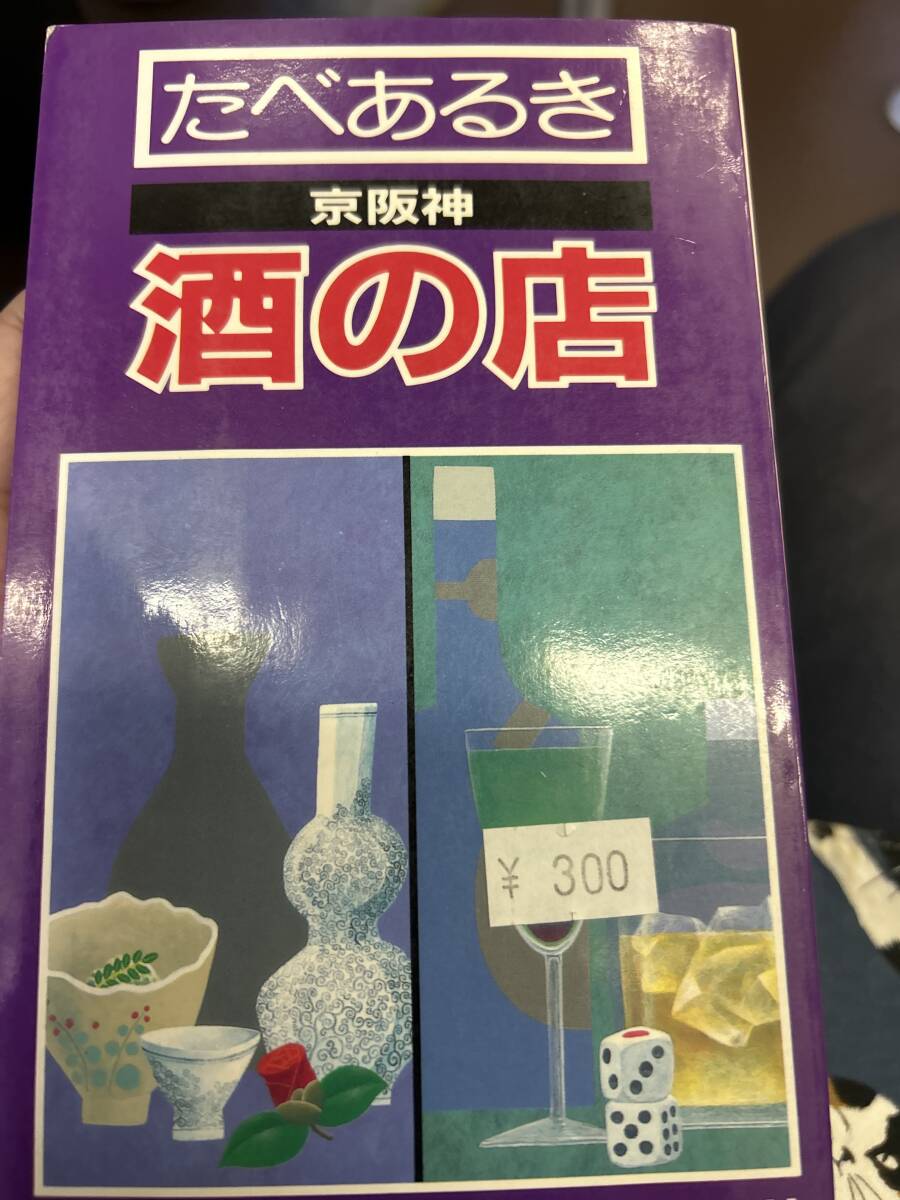 たべあるき
京阪神
酒の店
¥ 300